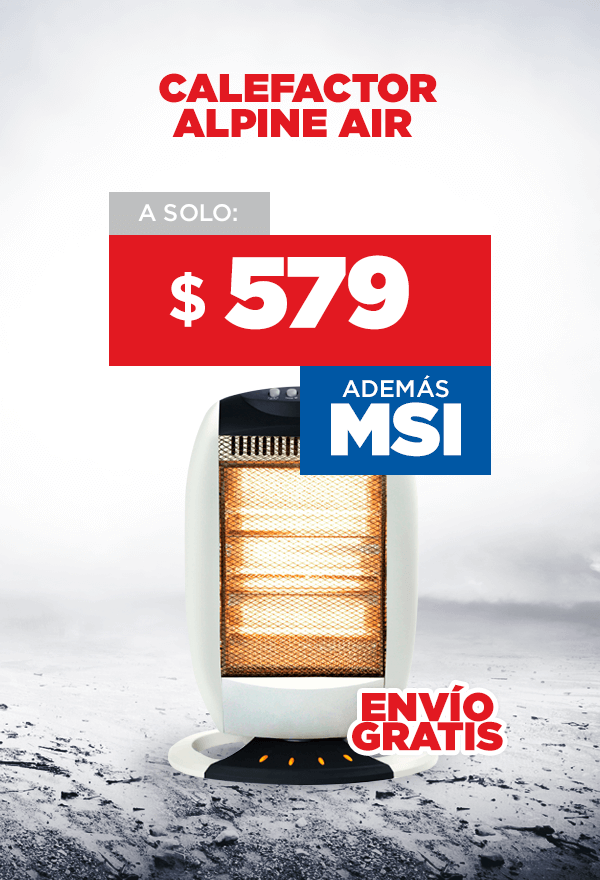 CALEFACTOR
ALPINE AIR
A SOLO:
$ 579
ADEMÁS
MSI
ENVÍO
GRATIS